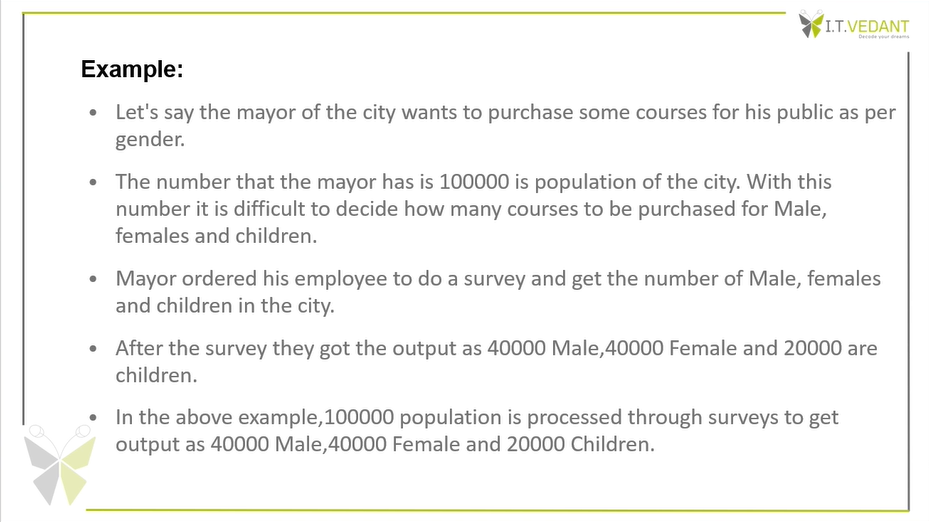 I.T.VEDANT
Decode your dreams
Example:
• Let's say the mayor of the city wants to purchase some courses for his public as per
gender.
• The number that the mayor has is 100000 is population of the city. With this
number it is difficult to decide how many courses to be purchased for Male,
females and children.
• Mayor ordered his employee to do a survey and get the number of Male, females
and children in the city.
• After the survey they got the output as 40000 Male,40000 Female and 20000 are
children.
• In the above example,100000 population is processed through surveys to get
output as 40000 Male,40000 Female and 20000 Children.